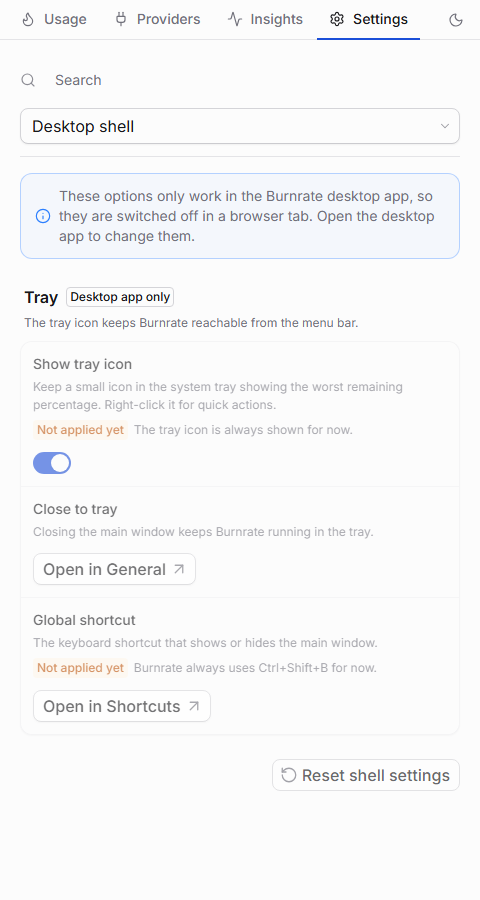 Usage
Providers
Insights
Settings
Search
Desktop shell
These options only work in the Burnrate desktop app, so
they are switched off in a browser tab. Open the desktop
app to change them.
Tray
Desktop app only
The tray icon keeps Burnrate reachable from the menu bar.
Show tray icon
Keep a small icon in the system tray showing the worst remaining
percentage. Right-click it for quick actions.
Not applied yet The tray icon is always shown for now.
Close to tray
Closing the main window keeps Burnrate running in the tray.
Open in General
Global shortcut
The keyboard shortcut that shows or hides the main window.
Not applied yet Burnrate always uses Ctrl+Shift+B for now.
Open in Shortcuts
Reset shell settings